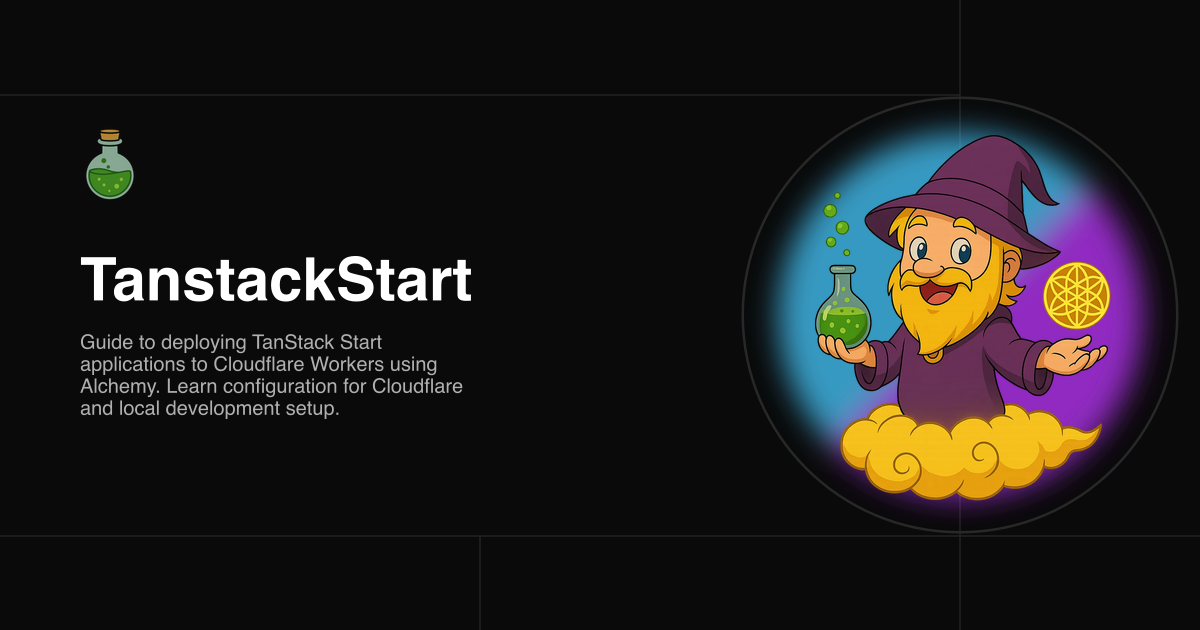 TanstackStart
Guide to deploying TanStack Start
applications to Cloudflare Workers using
Alchemy. Learn configuration for Cloudflare
and local development setup.